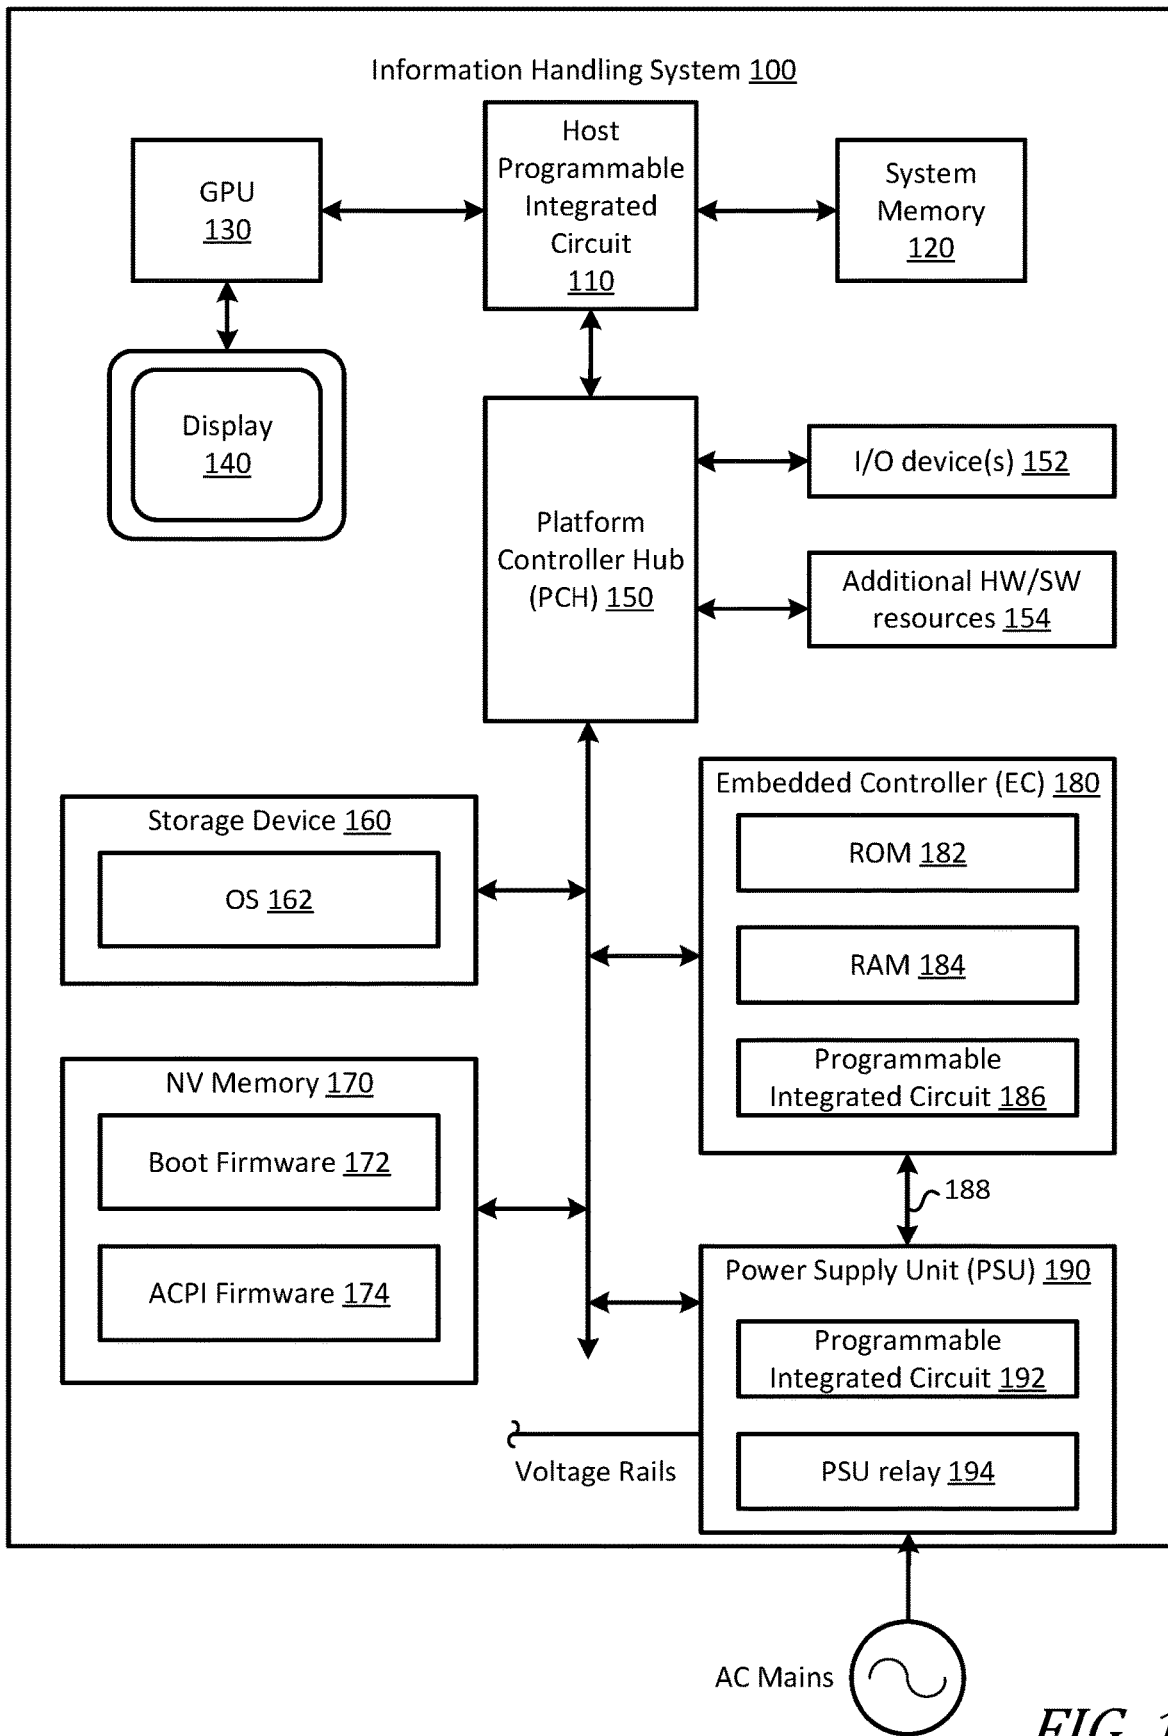 Information Handling System 100
Host
Programmable
Integrated
Circuit
110
GPU
130
System
Memory
120
Display
140
Platform
Controller Hub
(PCH) 150
I/O device(s) 152
Additional HW/SW
resources 154
Storage Device 160
OS 162
Embedded Controller (EC) 180
ROM 182
RAM 184
Programmable
Integrated Circuit 186
NV Memory 170
Boot Firmware 172
ACPI Firmware 174
188
Power Supply Unit (PSU) 190
Programmable
Integrated Circuit 192
PSU relay 194
Voltage Rails
AC Mains
FIG. 1